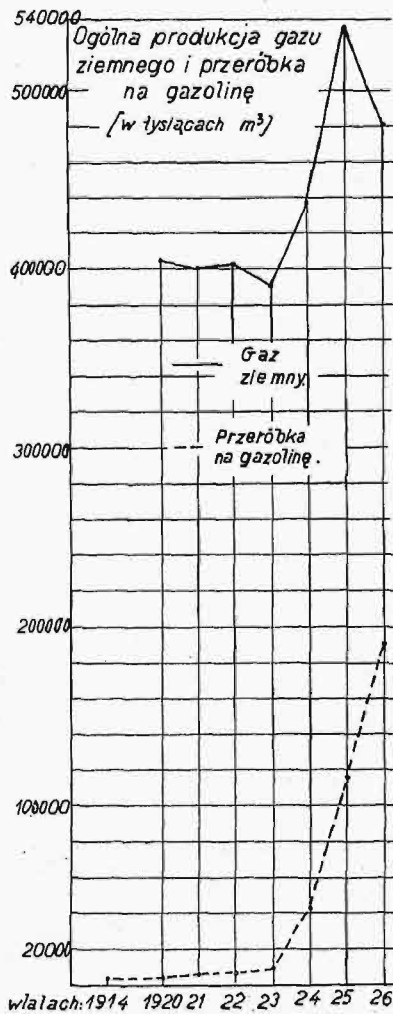 540000
Ogólna produkcja gazu
ziemnego i przeróbka
na gazolinę
[w tysiącach m³]
500000
400000
Gaz
ziemny.
Przeróbka
na gazolinę.
300000
200000
100000
20000
w latach: 1914 1920 21 22 23 24 25 26